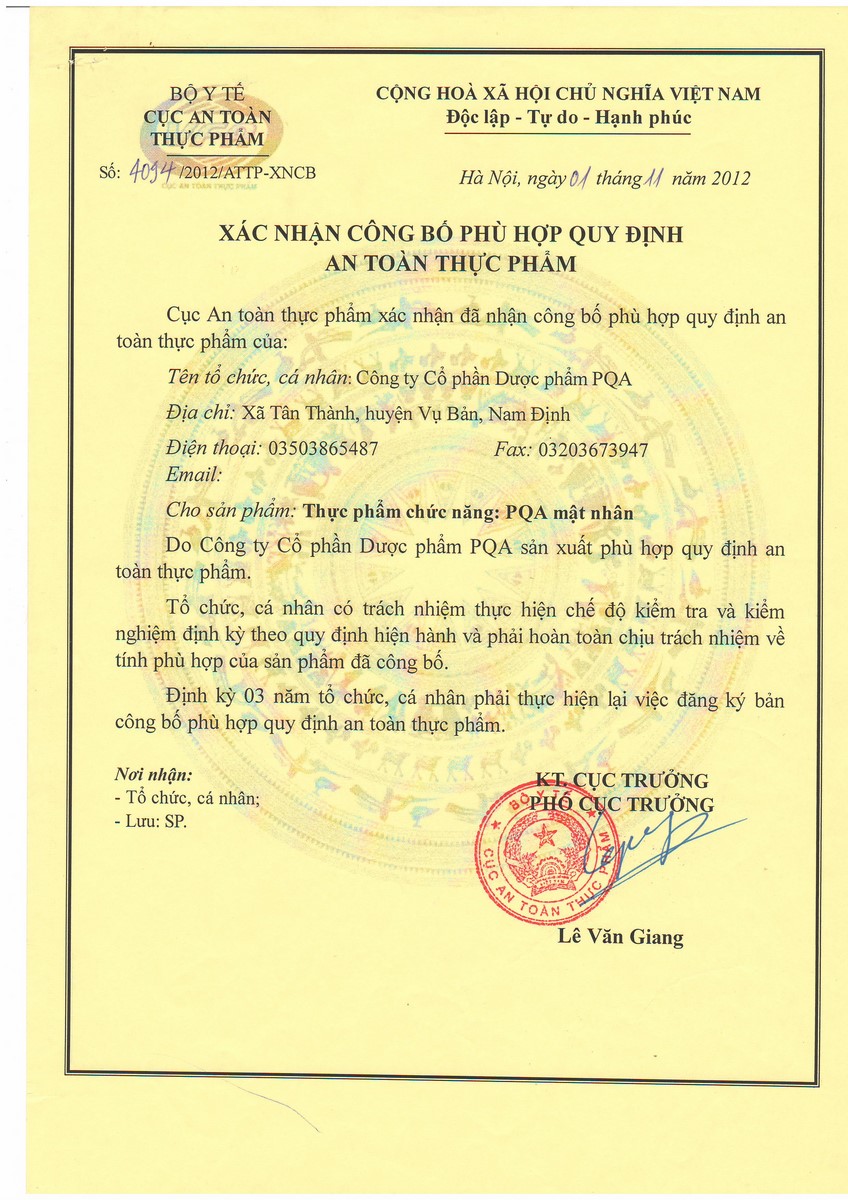 BỘ Y TẾ
CỤC AN TOÀN
THỰC PHẨM
Số: 4094/2012/ATTP-XNCB
CỤC AN TOÀN THỰC PHẨM
CỘNG HOÀ XÃ HỘI CHỦ NGHĨA VIỆT NAM
Độc lập - Tự do - Hạnh phúc
Hà Nội, ngày 01 tháng 11 năm 2012
XÁC NHẬN CÔNG BỐ PHÙ HỢP QUY ĐỊNH
AN TOÀN THỰC PHẨM
Cục An toàn thực phẩm xác nhận đã nhận công bố phù hợp quy định an
toàn thực phẩm của:
Tên tổ chức, cá nhân: Công ty Cổ phần Dược phẩm PQA
Địa chỉ: Xã Tân Thành, huyện Vụ Bản, Nam Định
Điện thoại: 03503865487 Fax: 03203673947
Email:
Cho sản phẩm: Thực phẩm chức năng: PQA mật nhân
Do Công ty Cổ phần Dược phẩm PQA sản xuất phù hợp quy định an
toàn thực phẩm.
Tổ chức, cá nhân có trách nhiệm thực hiện chế độ kiểm tra và kiểm
nghiệm định kỳ theo quy định hiện hành và phải hoàn toàn chịu trách nhiệm về
tính phù hợp của sản phẩm đã công bố.
Định kỳ 03 năm tổ chức, cá nhân phải thực hiện lại việc đăng ký bản
công bố phù hợp quy định an toàn thực phẩm.
Nơi nhận:
- Tổ chức, cá nhân;
- Lưu: SP.
KT. CỤC TRƯỞNG
PHÓ CỤC TRƯỞNG
BỘ Y TẾ
CỤC AN TOÀN THỰC PHẨM
Lê Văn Giang